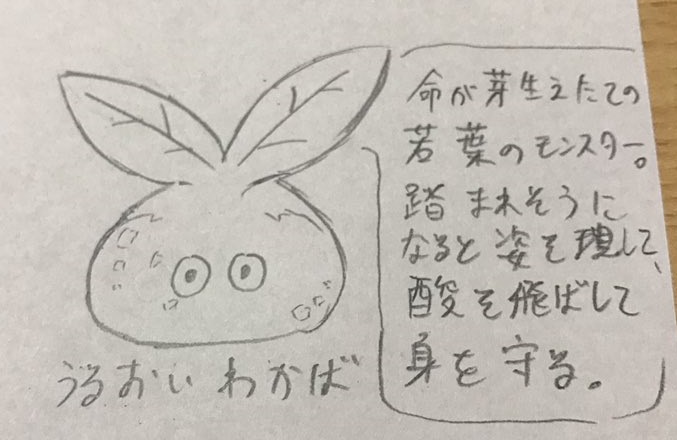 命が芽生えたての
若葉のモンスター。
踏まれそうに
なると姿を現して、
酸を飛ばして
身を守る。
うるおいわかば